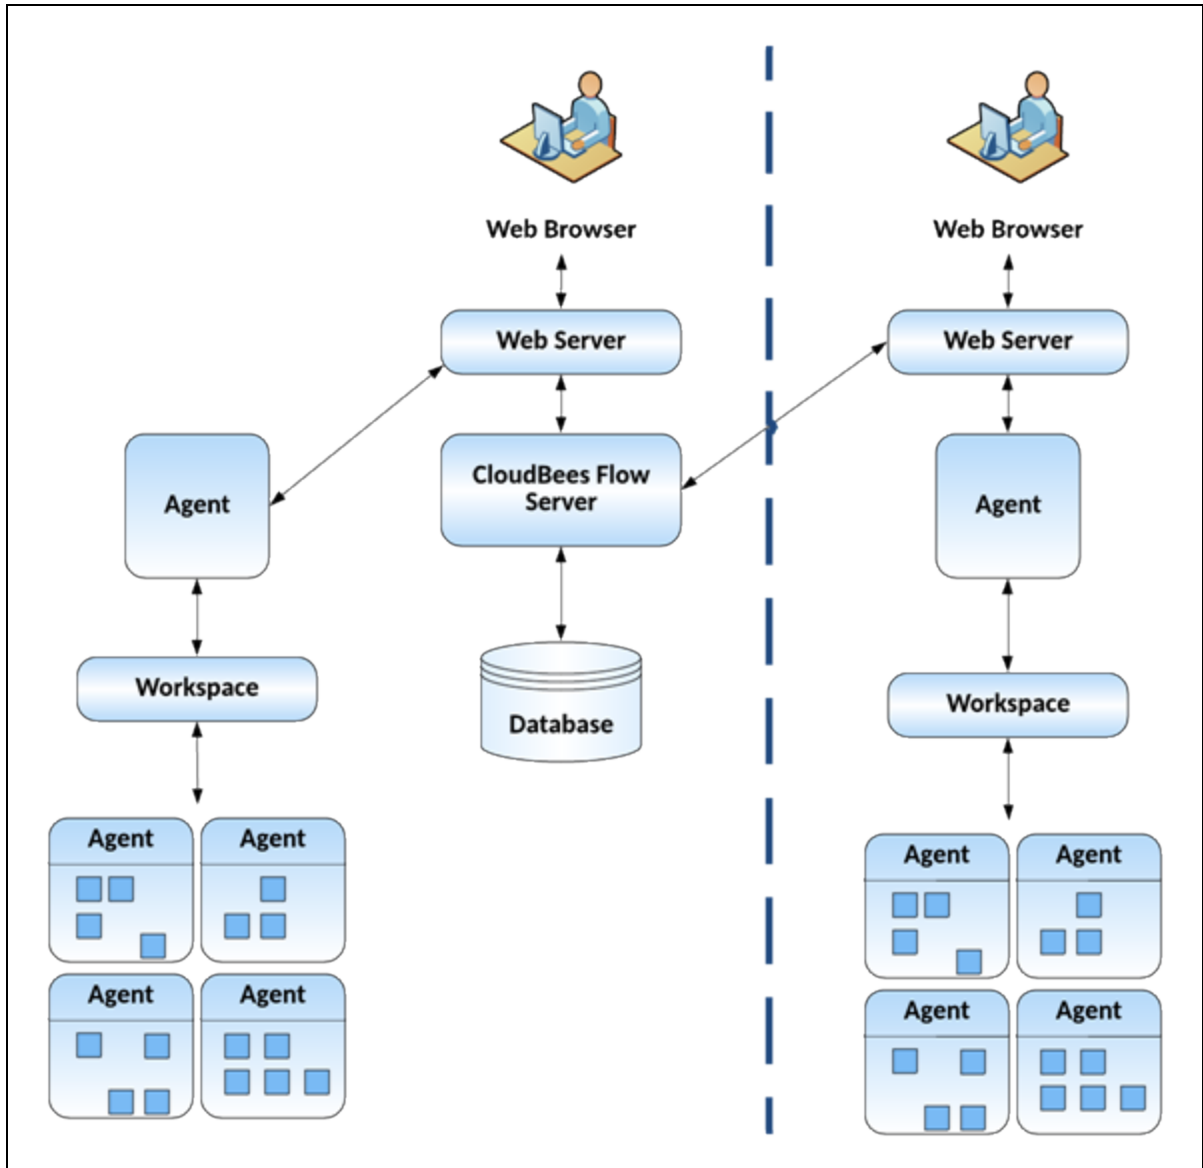 Web Browser
Web Browser
Web Server
Web Server
CloudBees Flow
Server
Agent
Agent
Workspace
Workspace
Database
Agent
Agent
Agent
Agent
Agent
Agent
Agent
Agent